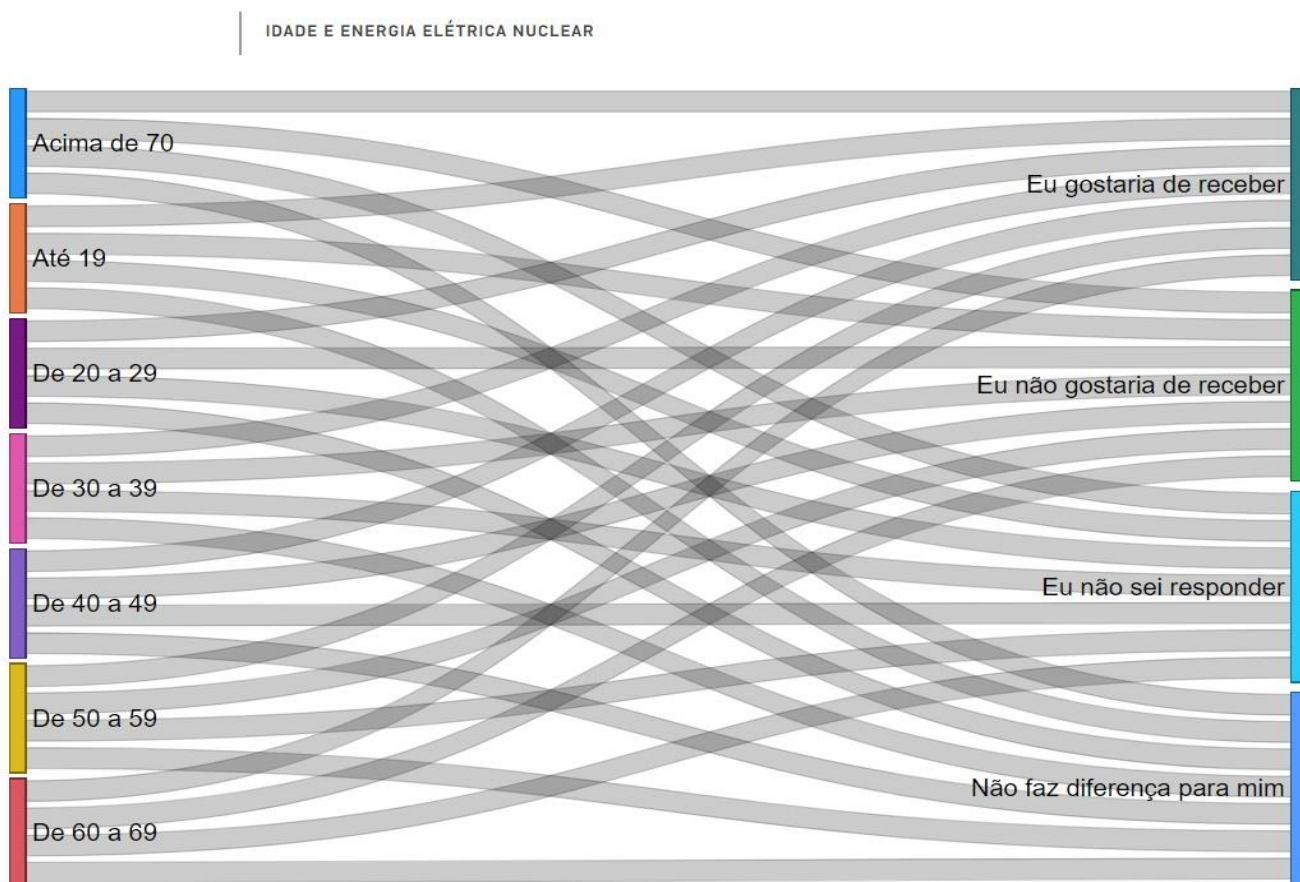 IDADE E ENERGIA ELÉTRICA NUCLEAR
Acima de 70
Até 19
De 20 a 29
De 30 a 39
De 40 a 49
De 50 a 59
De 60 a 69
Eu gostaria de receber
Eu não gostaria de receber
Eu não sei responder
Não faz diferença para mim